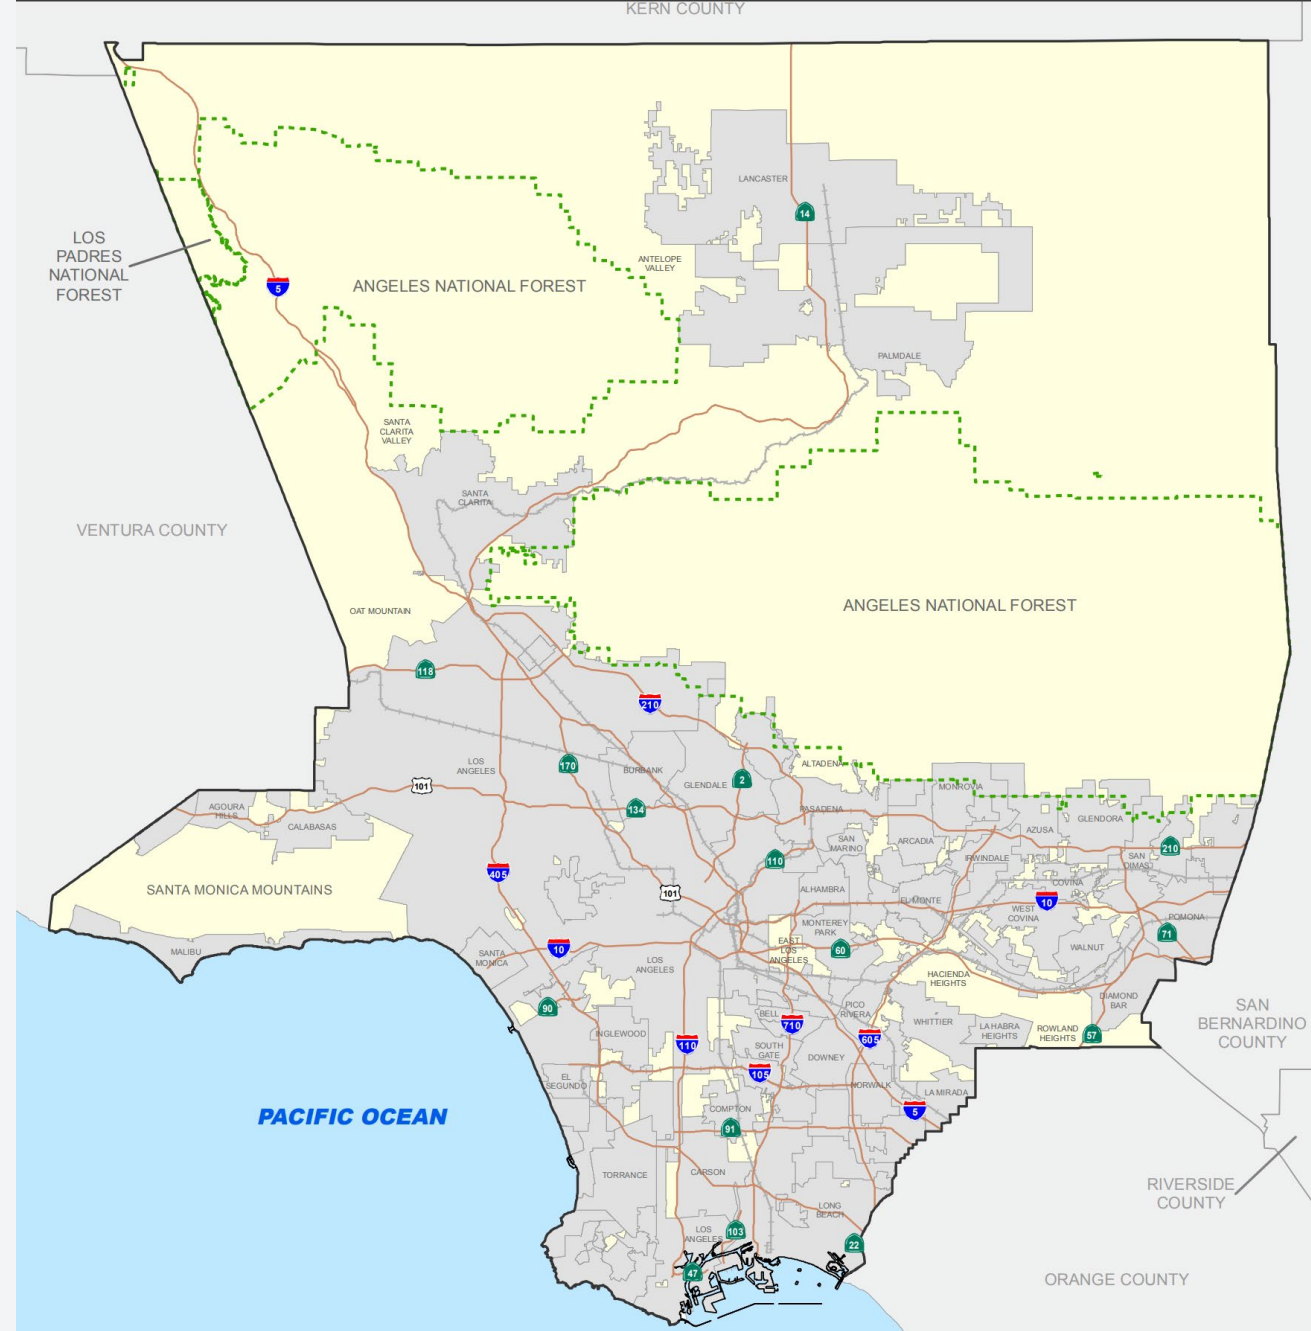 KERN COUNTY
LANCASTER
14
LOS
PADRES
NATIONAL
FOREST
ANTELOPE
VALLEY
5
ANGELES NATIONAL FOREST
PALMDALE
SANTA
CLARITA
VALLEY
SANTA
CLARITA
VENTURA COUNTY
OAT MOUNTAIN
ANGELES NATIONAL FOREST
118
210
LOS
ANGELES
170
BURBANK
GLENDALE
2
ALTADENA
101
134
MONROVIA
AGOURA
HILLS
CALABASAS
PASADENA
SAN
MARINO
ARCADIA
AZUSA
GLENDORA
IRWINDALE
SAN
DIMAS
210
110
405
SANTA MONICA MOUNTAINS
101
ALHAMBRA
EL MONTE
COVINA
10
WEST
COVINA
POMONA
MONTEREY
PARK
71
MALIBU
SANTA
MONICA
10
LOS
ANGELES
EAST
LOS
ANGELES
60
WALNUT
HACIENDA
HEIGHTS
DIAMOND
BAR
90
INGLEWOOD
BELL
710
PICO
RIVERA
WHITTIER
LA HABRA
HEIGHTS
ROWLAND
HEIGHTS
57
SAN
BERNARDINO
COUNTY
110
SOUTH
GATE
605
DOWNEY
105
EL
SEGUNDO
NORWALK
LA MIRADA
PACIFIC OCEAN
COMPTON
5
91
TORRANCE
CARSON
RIVERSIDE
COUNTY
LONG
BEACH
LOS
ANGELES
103
22
47
ORANGE COUNTY